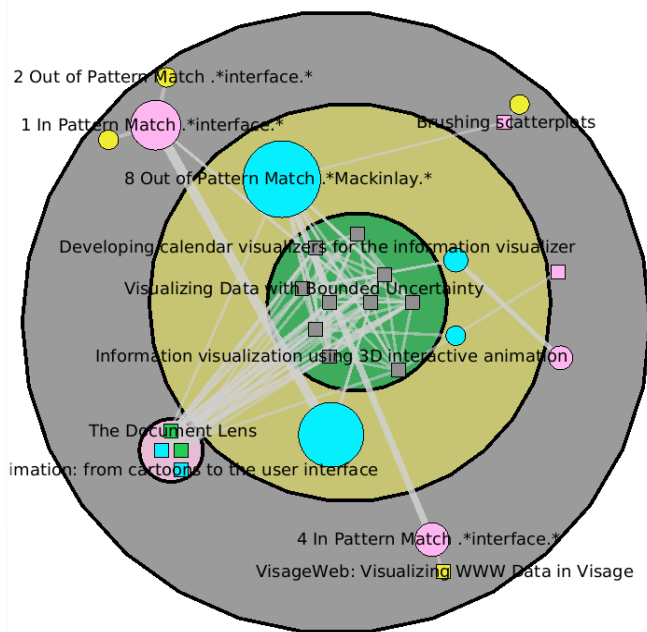 2 Out of Pattern Match .*interface.*
1 In Pattern Match .*interface.*
Brushing scatterplots
8 Out of Pattern Match .*Mackinlay.*
Developing calendar visualizers for the information visualizer
Visualizing Data with Bounded Uncertainty
Information visualization using 3D interactive animation
The Document Lens
imation: from cartoons to the user interface
4 In Pattern Match .*interface.*
VisageWeb: Visualizing WWW Data in Visage